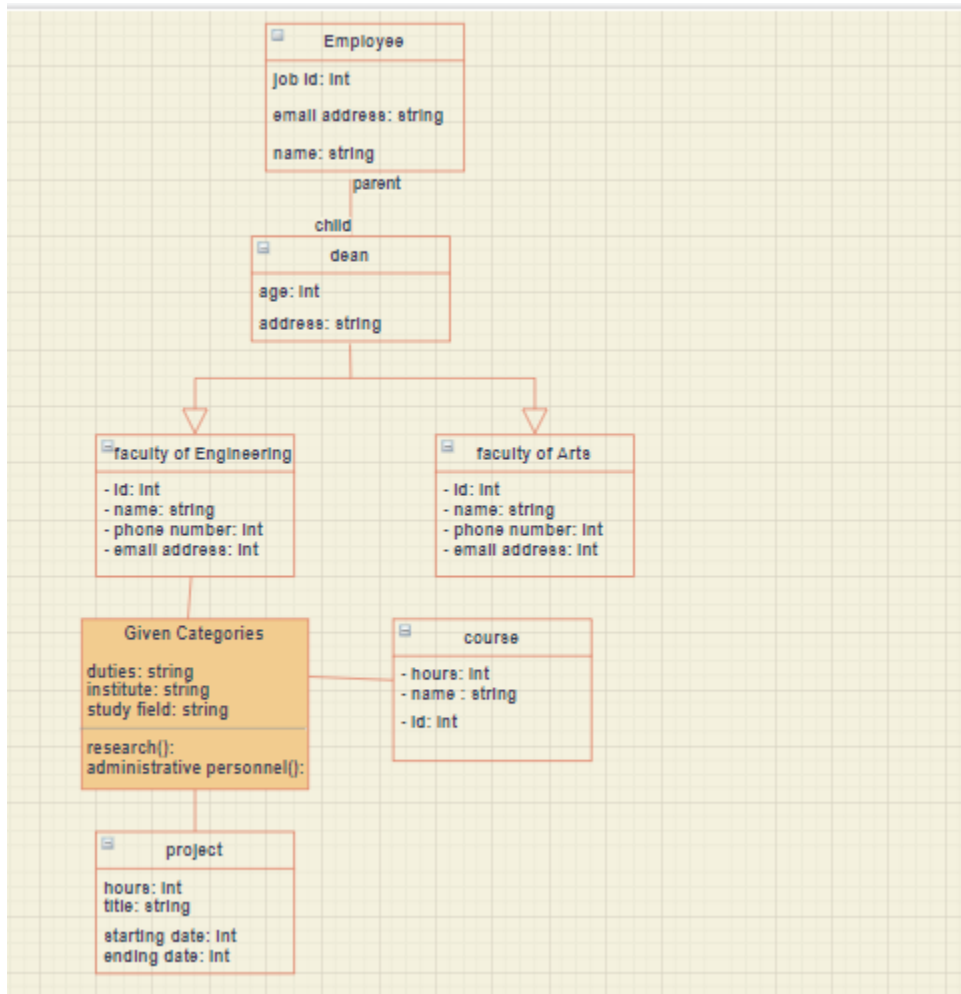 Employee
job id: int
email address: string
name: string
parent
child
dean
age: int
address: string
faculty of Engineering
- id: int
- name: string
- phone number: int
- email address: int
faculty of Arts
- id: int
- name: string
- phone number: int
- email address: int
Given Categories
duties: string
institute: string
study field: string
research():
administrative personnel():
course
- hours: int
- name : string
- id: int
project
hours: int
title: string
starting date: int
ending date: int